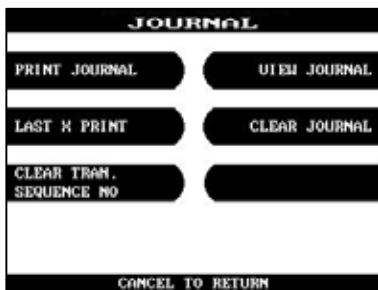 JOURNAL
PRINT JOURNAL
VIEW JOURNAL
LAST X PRINT
CLEAR JOURNAL
CLEAR TRAN.
SEQUENCE NO
CANCEL TO RETURN